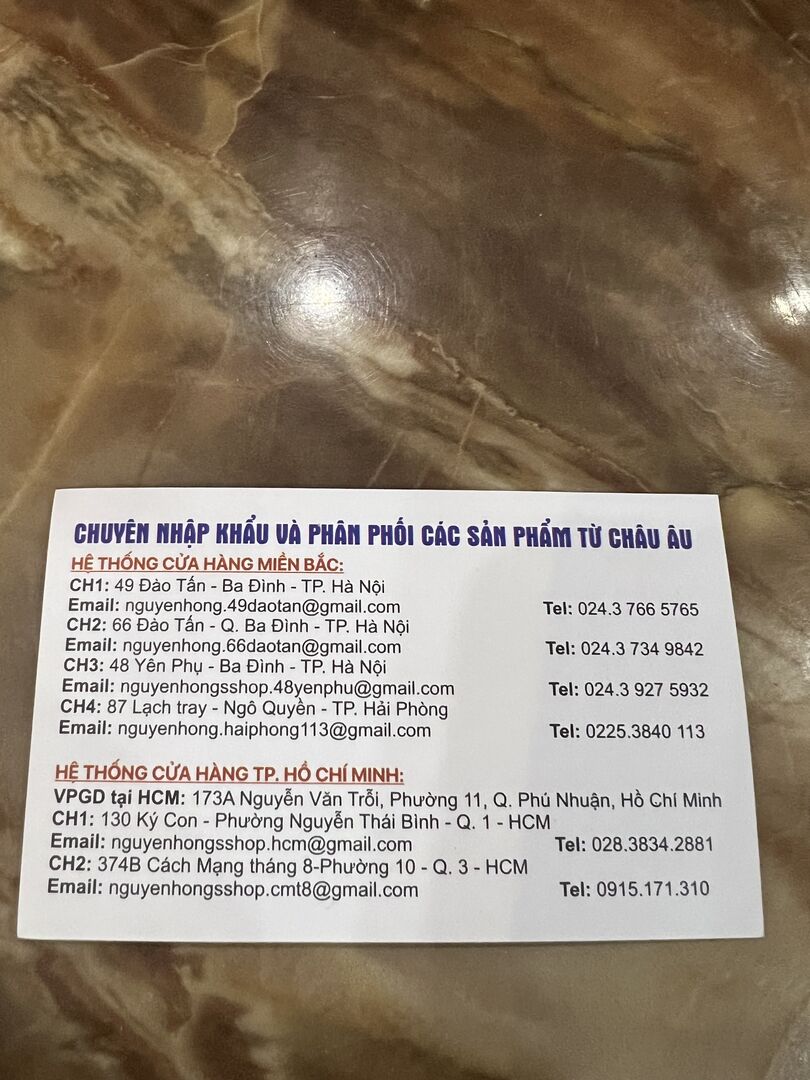 CHUYÊN NHẬP KHẨU VÀ PHÂN PHỐI CÁC SẢN PHẨM TỪ CHÂU ÂU
HỆ THỐNG CỬA HÀNG MIỀN BẮC:
CH1: 49 Đào Tấn - Ba Đình - TP. Hà Nội
Email: nguyenhong.49daotan@gmail.com Tel: 024.3 766 5765
CH2: 66 Đào Tấn - Q. Ba Đình - TP. Hà Nội
Email: nguyenhong.66daotan@gmail.com Tel: 024.3 734 9842
CH3: 48 Yên Phụ - Ba Đình - TP. Hà Nội
Email: nguyenhongsshop.48yenphu@gmail.com Tel: 024.3 927 5932
CH4: 87 Lạch tray - Ngô Quyền - TP. Hải Phòng
Email: nguyenhong.haiphong113@gmail.com Tel: 0225.3840 113
HỆ THỐNG CỬA HÀNG TP. HỒ CHÍ MINH:
VPGD tại HCM: 173A Nguyễn Văn Trỗi, Phường 11, Q. Phú Nhuận, Hồ Chí Minh
CH1: 130 Ký Con - Phường Nguyễn Thái Bình - Q. 1 - HCM
Email: nguyenhongsshop.hcm@gmail.com Tel: 028.3834.2881
CH2: 374B Cách Mạng tháng 8-Phường 10 - Q. 3 - HCM
Email: nguyenhongsshop.cmt8@gmail.com Tel: 0915.171.310